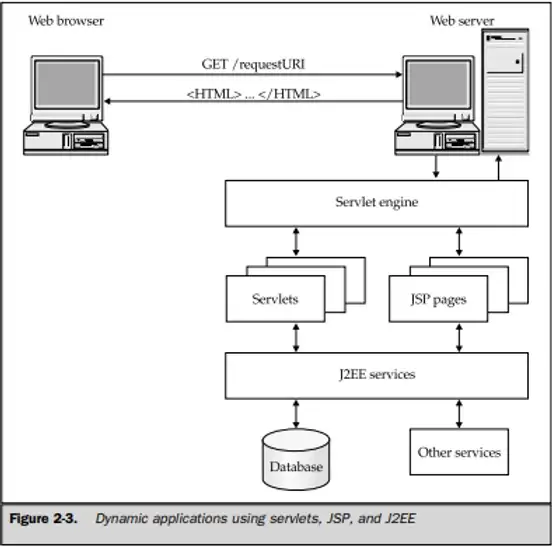 Web browser
Web server
GET /requestURI
<HTML> ... </HTML>
Servlet engine
Servlets
JSP pages
J2EE services
Database
Other services
Figure 2-3. Dynamic applications using servlets, JSP, and J2EE